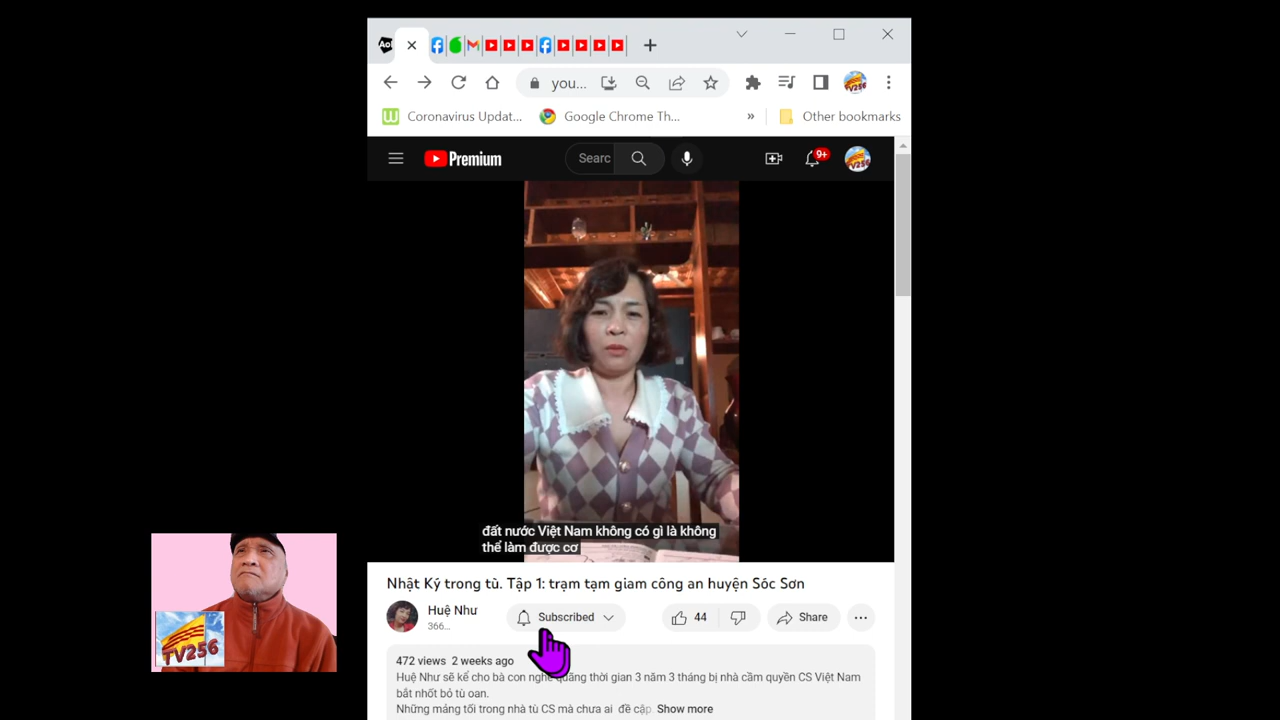 Aol
you...
Coronavirus Updat...
Google Chrome Th...
»
Other bookmarks
Premium
Searc
9+
đất nước Việt Nam không có gì là không
thể làm được cơ
Nhật Ký trong tù. Tập 1: trạm tạm giam công an huyện Sóc Sơn
Huệ Như
366...
Subscribed
44
Share
TV256
472 views 2 weeks ago
Huệ Như sẽ kể cho bà con nghe quãng thời gian 3 năm 3 tháng bị nhà cầm quyền CS Việt Nam
bắt nhốt bỏ tù oan.
Những mảng tối trong nhà tù CS mà chưa ai đề cập. Show more